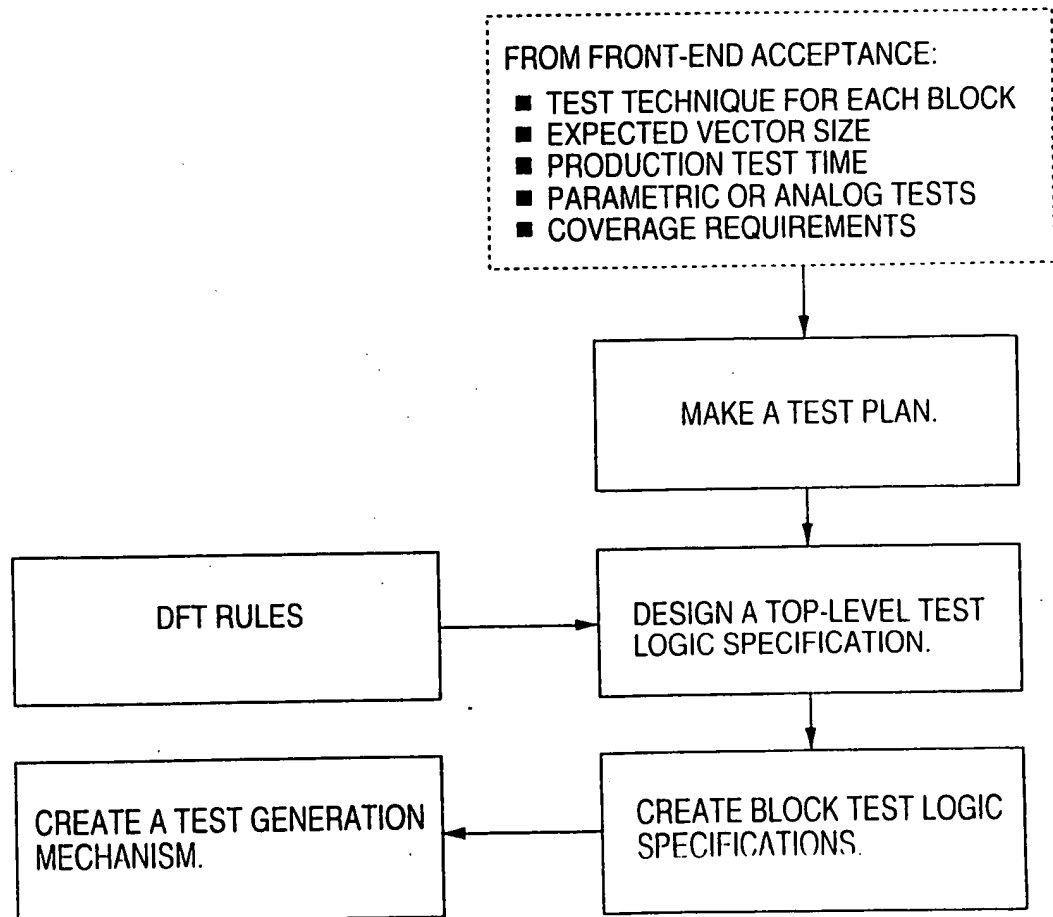 FROM FRONT-END ACCEPTANCE:
■ TEST TECHNIQUE FOR EACH BLOCK
■ EXPECTED VECTOR SIZE
■ PRODUCTION TEST TIME
■ PARAMETRIC OR ANALOG TESTS
■ COVERAGE REQUIREMENTS
MAKE A TEST PLAN.
DFT RULES
DESIGN A TOP-LEVEL TEST
LOGIC SPECIFICATION.
CREATE A TEST GENERATION
MECHANISM.
CREATE BLOCK TEST LOGIC
SPECIFICATIONS.